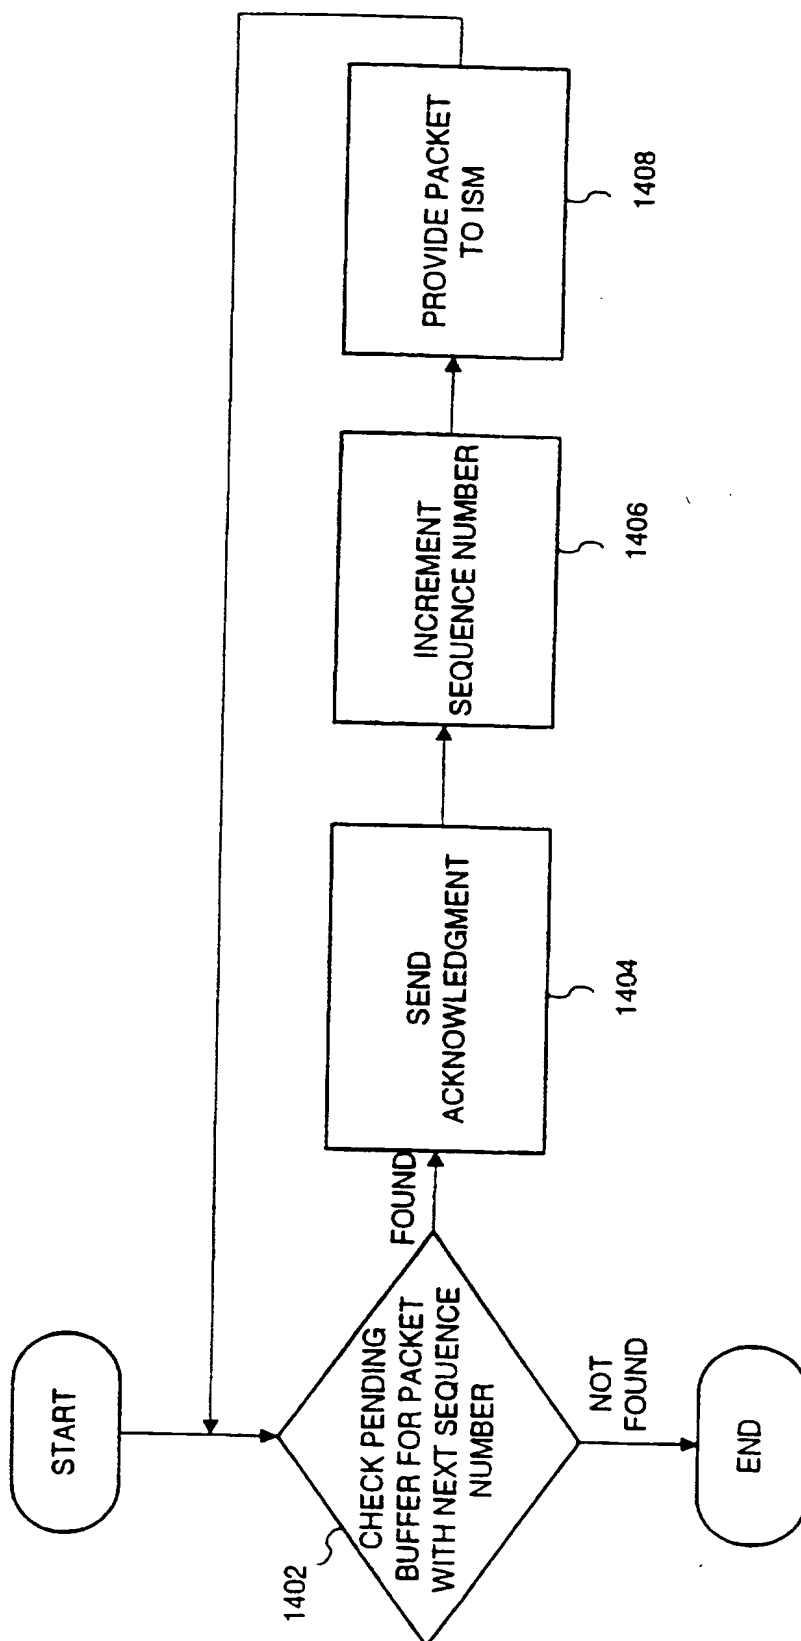 START
CHECK PENDING
BUFFER FOR PACKET
WITH NEXT SEQUENCE
NUMBER
1402
FOUND
NOT
FOUND
END
SEND
ACKNOWLEDGMENT
1404
INCREMENT
SEQUENCE NUMBER
1406
PROVIDE PACKET
TO ISM
1408